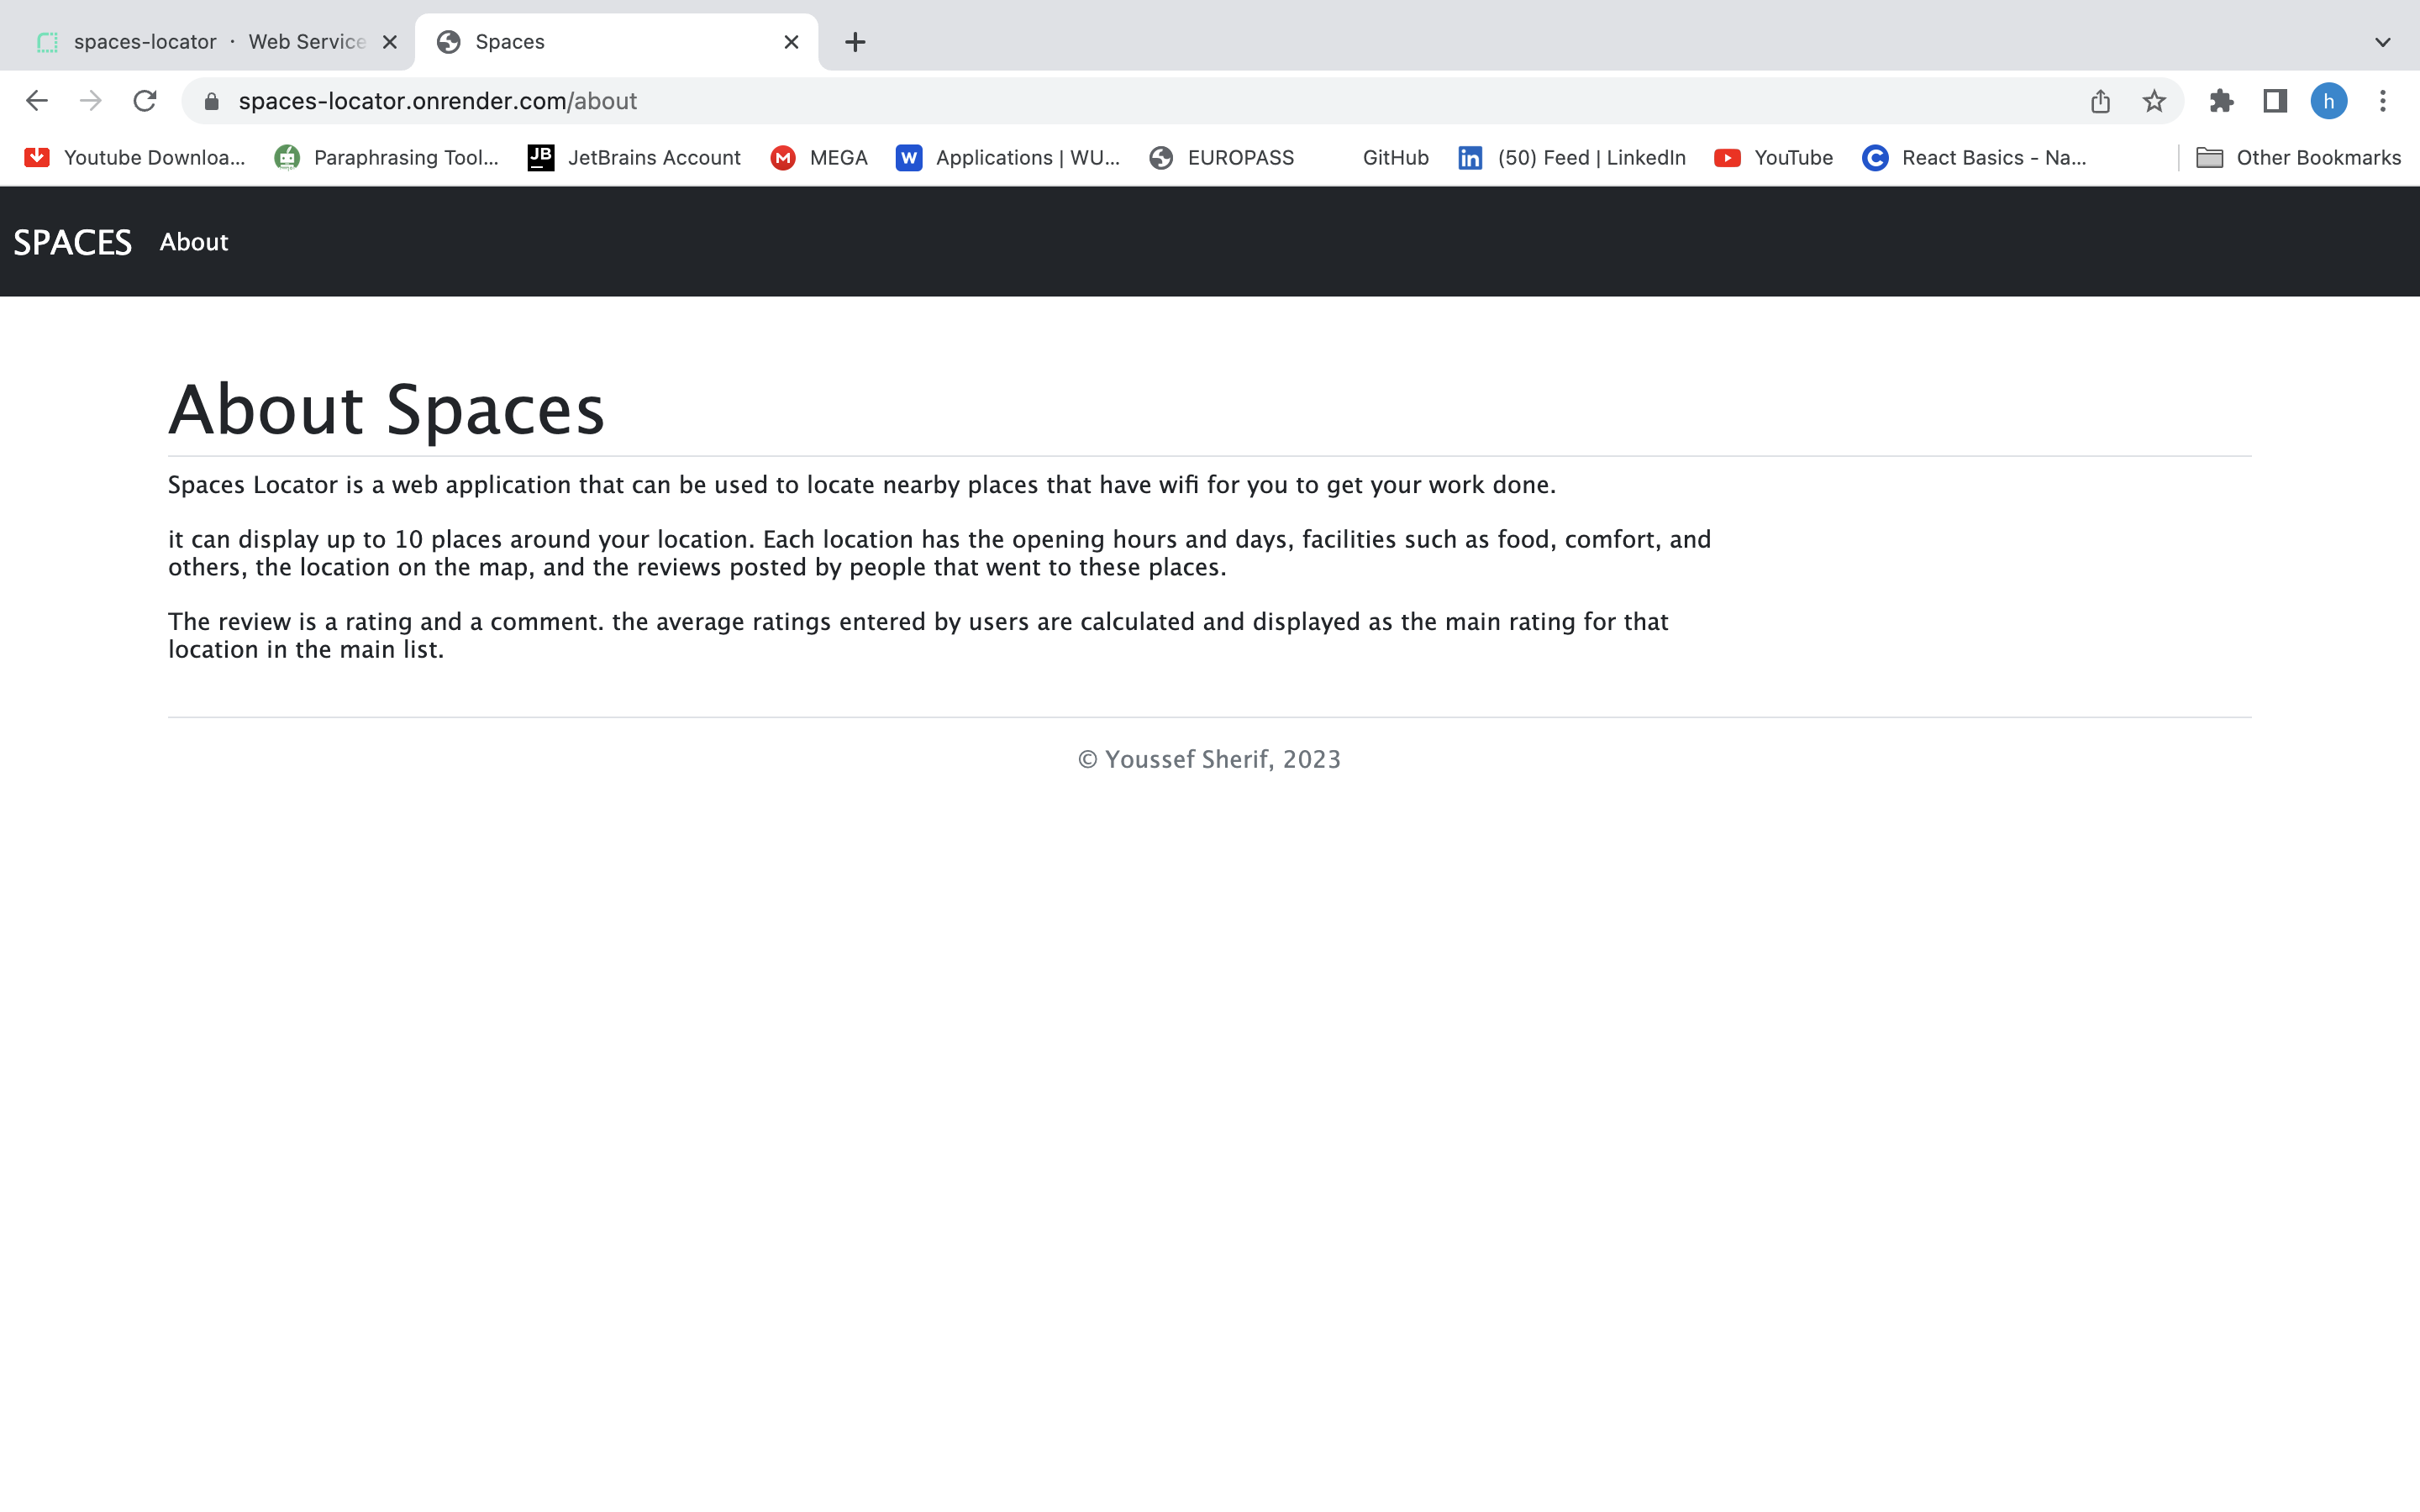 spaces-locator · Web Service
Spaces
spaces-locator.onrender.com/about
h
Youtube Downloa...
Paraphrasing Tool...
JB JetBrains Account
M MEGA
W Applications | WU...
EUROPASS
GitHub
in (50) Feed | LinkedIn
YouTube
C React Basics - Na...
Other Bookmarks
SPACES About
About Spaces
Spaces Locator is a web application that can be used to locate nearby places that have wifi for you to get your work done.
it can display up to 10 places around your location. Each location has the opening hours and days, facilities such as food, comfort, and
others, the location on the map, and the reviews posted by people that went to these places.
The review is a rating and a comment. the average ratings entered by users are calculated and displayed as the main rating for that
location in the main list.
© Youssef Sherif, 2023